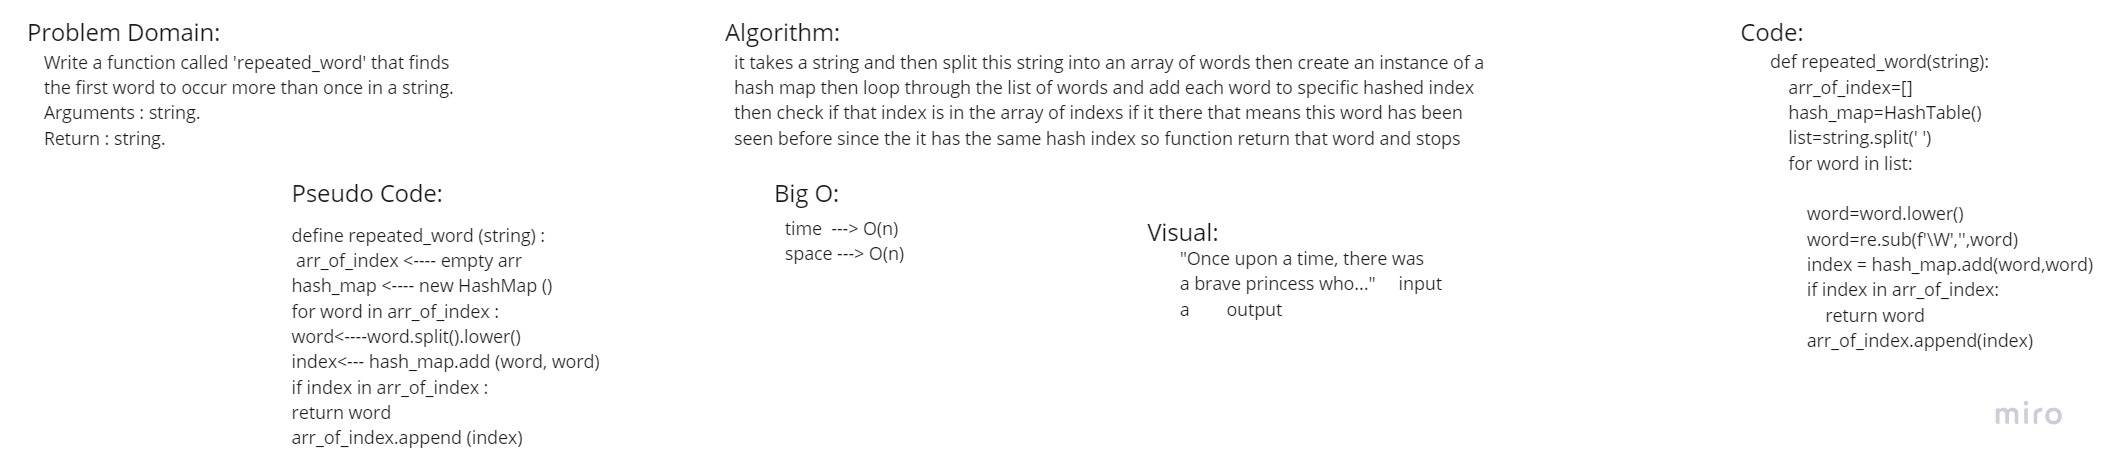 Problem Domain:
Write a function called 'repeated_word' that finds
the first word to occur more than once in a string.
Arguments : string.
Return : string.
Algorithm:
it takes a string and then split this string into an array of words then create an instance of a
hash map then loop through the list of words and add each word to specific hashed index
then check if that index is in the array of indexs if it there that means this word has been
seen before since the it has the same hash index so function return that word and stops
Code:
def repeated_word(string):
arr_of_index=[]
hash_map=HashTable()
list=string.split(' ')
for word in list:
word=word.lower()
word=re.sub(f'\W','',word)
index = hash_map.add(word,word)
if index in arr_of_index:
return word
arr_of_index.append(index)
Pseudo Code:
define repeated_word (string) :
arr_of_index <---- empty arr
hash_map <---- new HashMap ()
for word in arr_of_index :
word<----word.split().lower()
index<--- hash_map.add (word, word)
if index in arr_of_index :
return word
arr_of_index.append (index)
Big O:
time ---> O(n)
space ---> O(n)
Visual:
"Once upon a time, there was
a brave princess who..." input
a output
miro